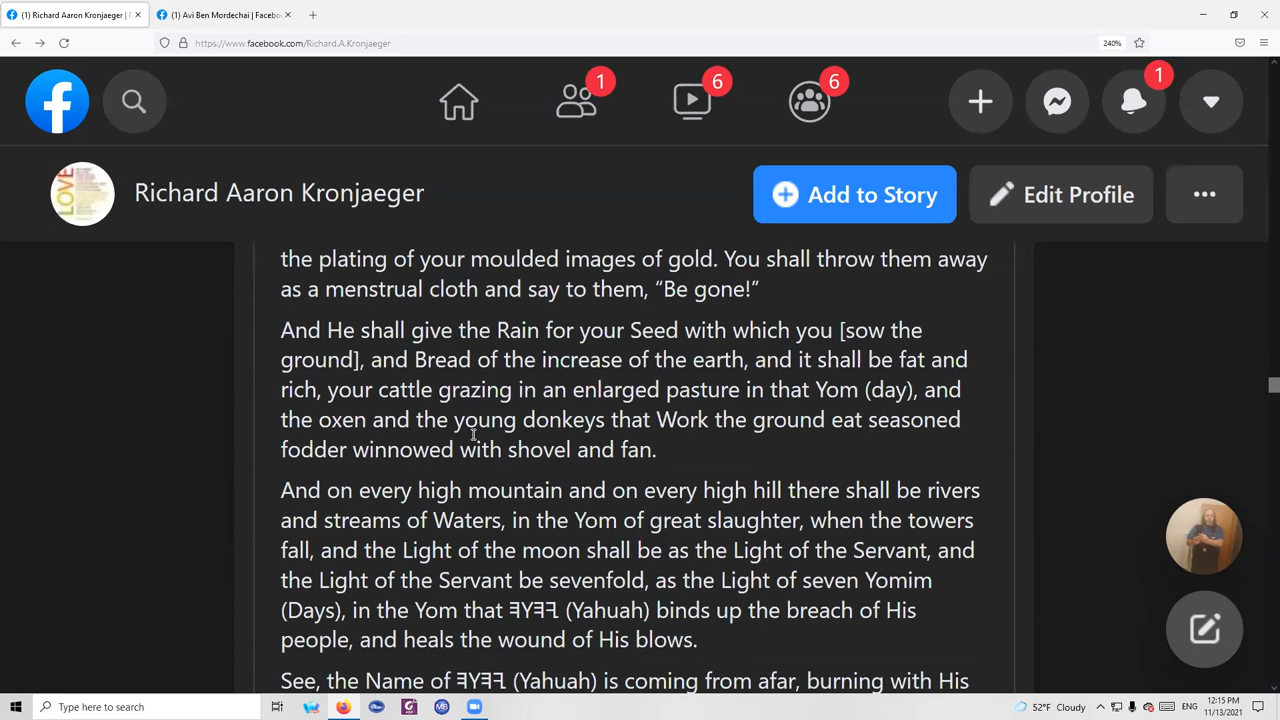 (1) Richard Aaron Kronjaeger | F
(1) Avi Ben Mordechai | Facebo
https://www.facebook.com/Richard.A.Kronjaeger
240%
1
6
6
1
LOVE
Richard Aaron Kronjaeger
Add to Story
Edit Profile
the plating of your moulded images of gold. You shall throw them away
as a menstrual cloth and say to them, “Be gone!”
And He shall give the Rain for your Seed with which you [sow the
ground], and Bread of the increase of the earth, and it shall be fat and
rich, your cattle grazing in an enlarged pasture in that Yom (day), and
the oxen and the young donkeys that Work the ground eat seasoned
fodder winnowed with shovel and fan.
And on every high mountain and on every high hill there shall be rivers
and streams of Waters, in the Yom of great slaughter, when the towers
fall, and the Light of the moon shall be as the Light of the Servant, and
the Light of the Servant be sevenfold, as the Light of seven Yomim
(Days), in the Yom that 𐤉𐤄𐤅𐤄 (Yahuah) binds up the breach of His
people, and heals the wound of His blows.
See, the Name of 𐤉𐤄𐤅𐤄 (Yahuah) is coming from afar, burning with His
Type here to search
52°F Cloudy
12:15 PM
11/13/2021